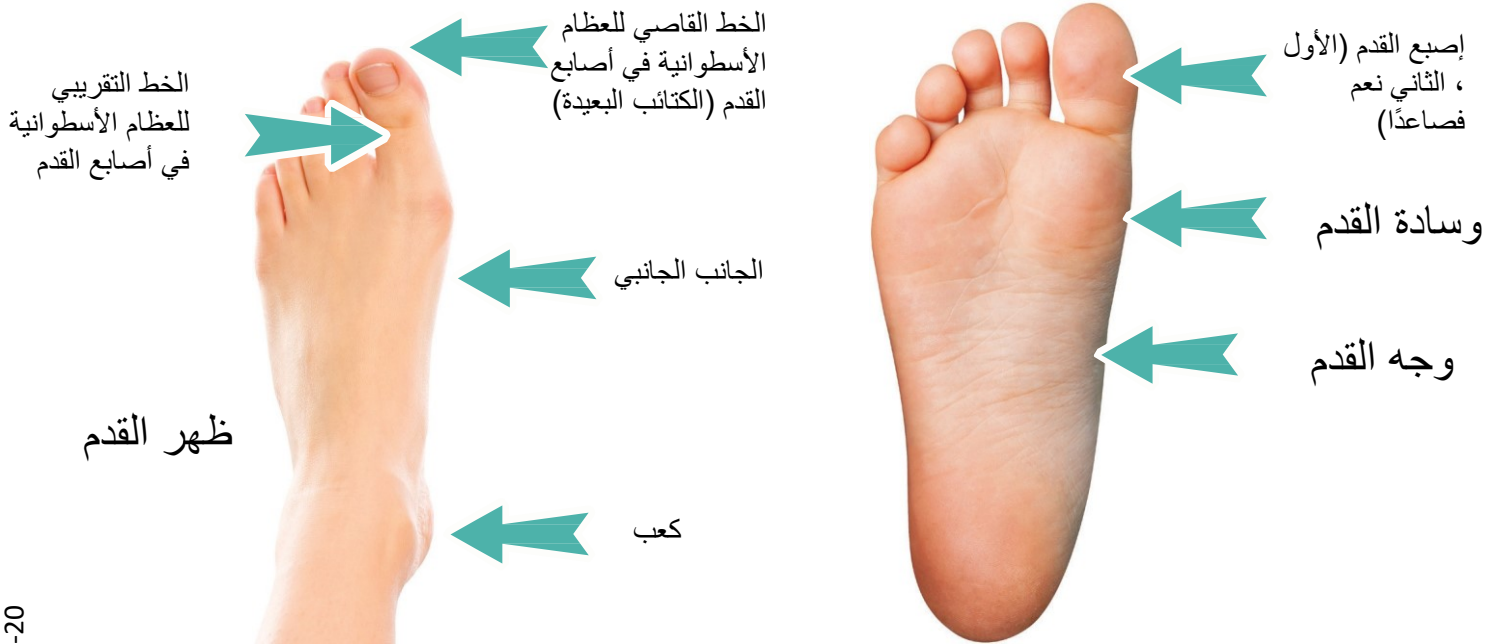 الخط القاصي للعظام
الأسطوانية في أصابع
القدم (الكتائب البعيدة)
الخط التقريبي
للعظام الأسطوانية
في أصابع القدم
الجانب الجانبي
ظهر القدم
كعب
إصبع القدم (الأول
، الثاني نعم
فصاعدًا)
وسادة القدم
وجه القدم
-20